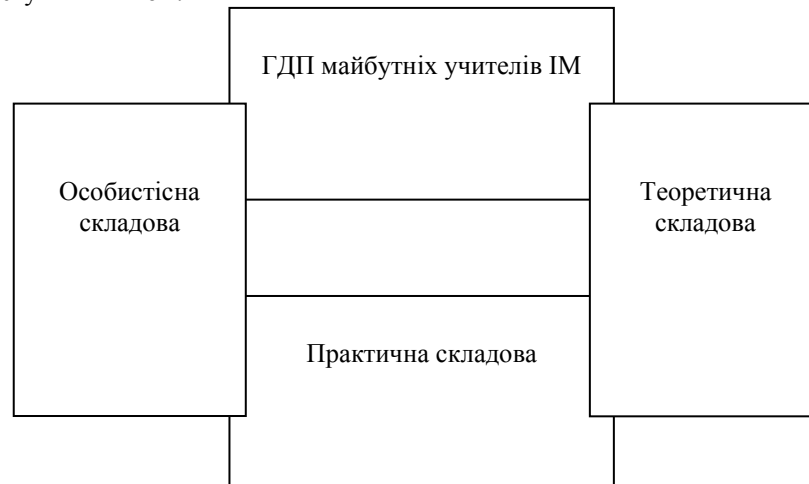 ГДП майбутніх учителів ІМ
Особистісна
складова
Теоретична
складова
Практична складова